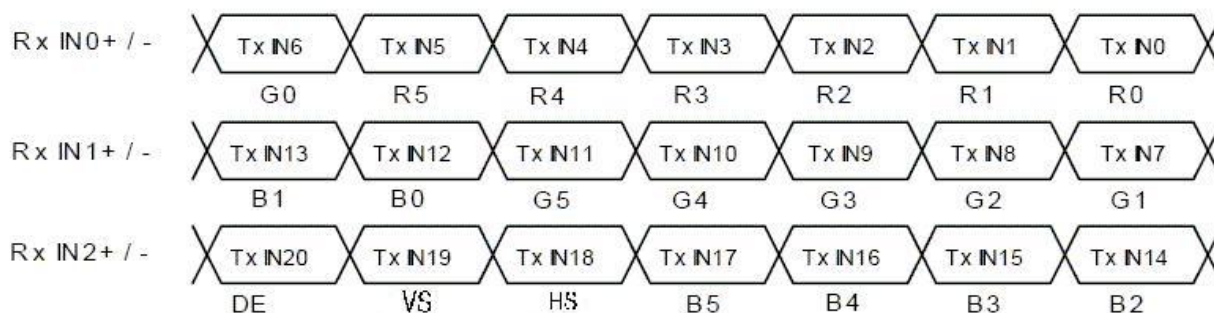 Rx IN0+ / - Tx IN6 Tx IN5 Tx IN4 Tx IN3 Tx IN2 Tx IN1 Tx IN0
G0 R5 R4 R3 R2 R1 R0
Rx IN1+ / - Tx IN13 Tx IN12 Tx IN11 Tx IN10 Tx IN9 Tx IN8 Tx IN7
B1 B0 G5 G4 G3 G2 G1
Rx IN2+ / - Tx IN20 Tx IN19 Tx IN18 Tx IN17 Tx IN16 Tx IN15 Tx IN14
DE VS HS B5 B4 B3 B2